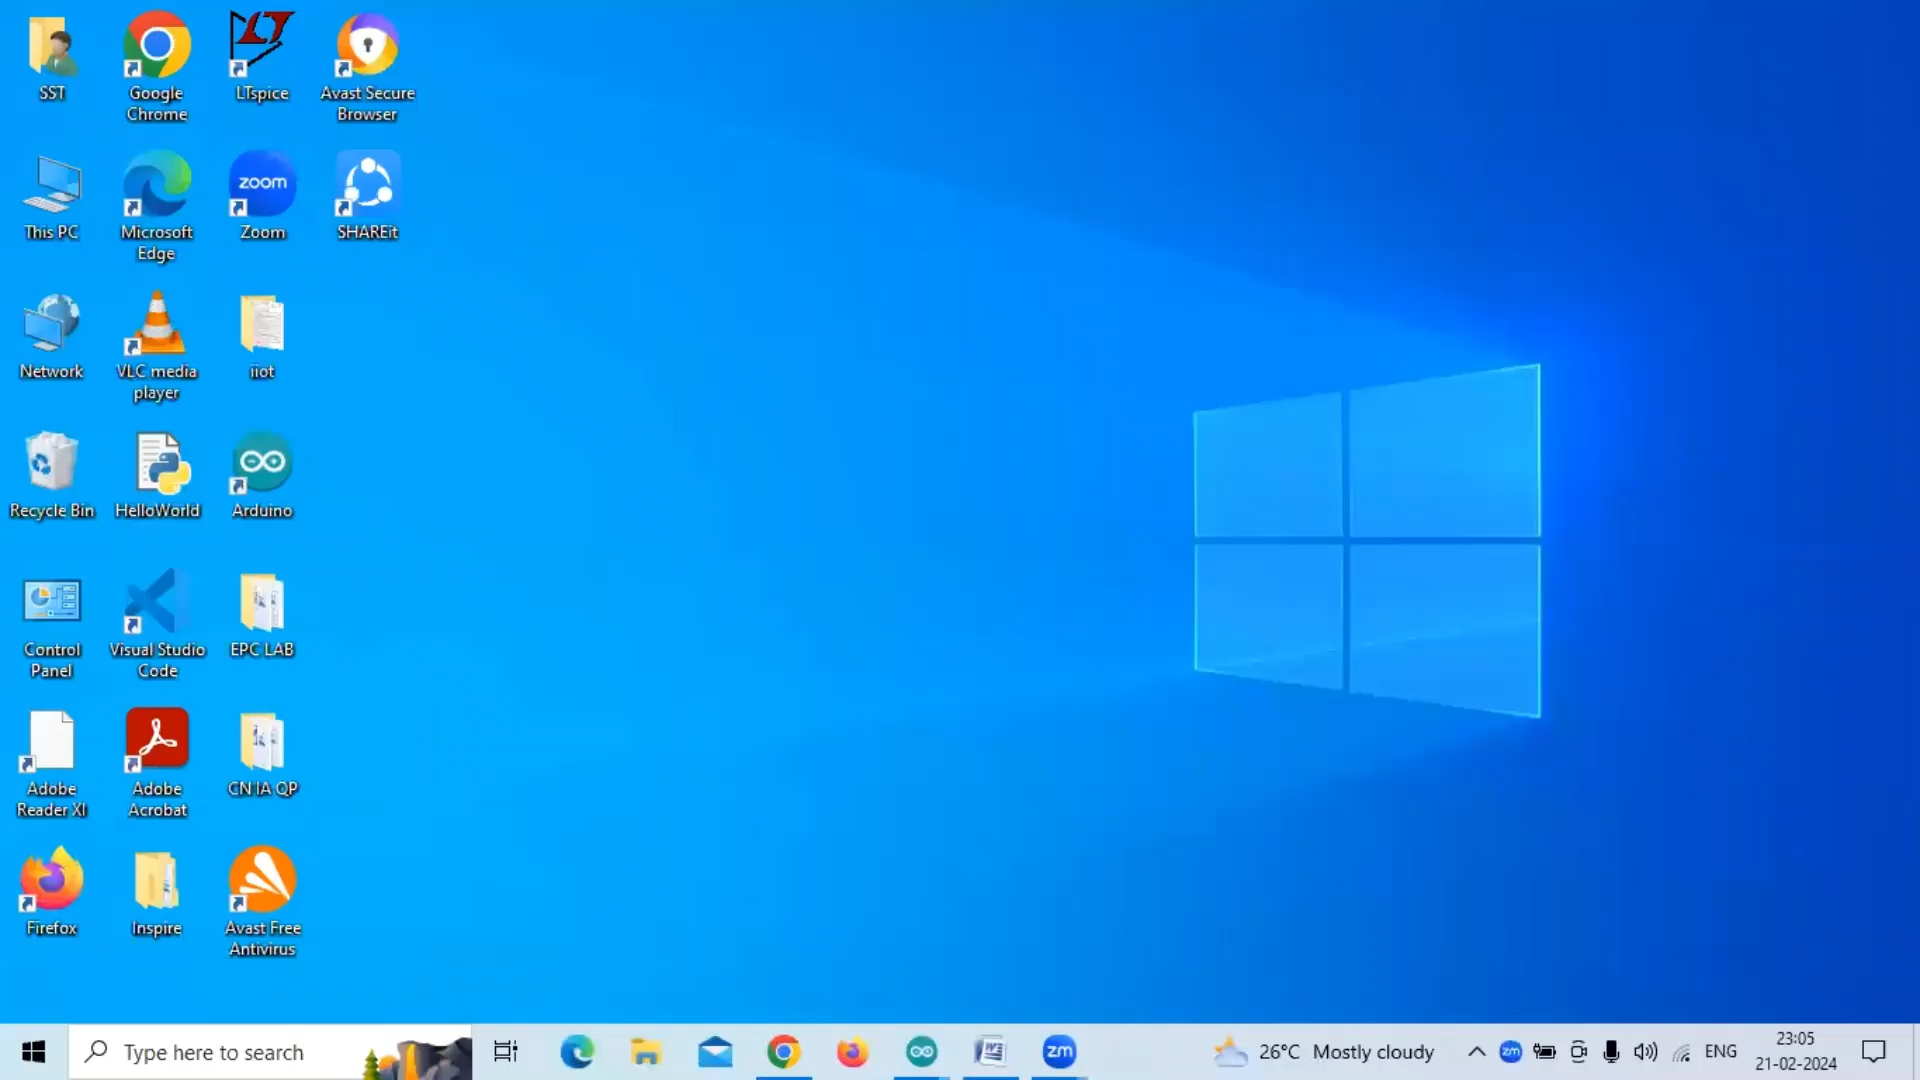 SST
Google
Chrome
LTspice
Avast Secure
Browser
This PC
Microsoft
Edge
zoom
Zoom
SHAREit
Network
VLC media
player
iiot
Recycle Bin
HelloWorld
Arduino
Control
Panel
Visual Studio
Code
EPC LAB
Adobe
Reader XI
Adobe
Acrobat
CN IA QP
Firefox
Inspire
Avast Free
Antivirus
Type here to search
zm
26°C Mostly cloudy
zm
ENG
23:05
21-02-2024